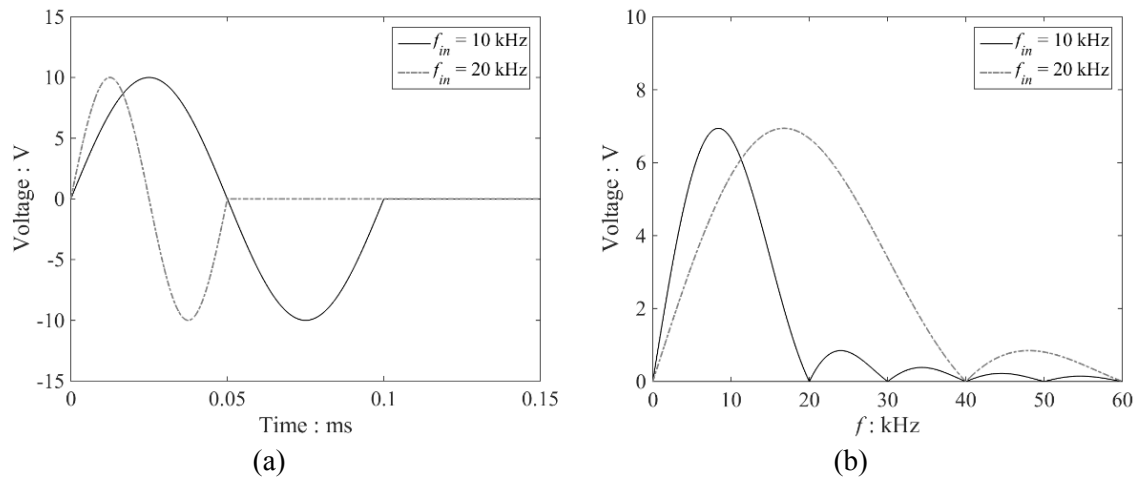 15
10
5
0
-5
-10
-15
Voltage : V
0
0.05
0.1
0.15
Time : ms
f_in = 10 kHz
f_in = 20 kHz
(a)
10
8
6
4
2
0
Voltage : V
0
10
20
30
40
50
60
f : kHz
f_in = 10 kHz
f_in = 20 kHz
(b)